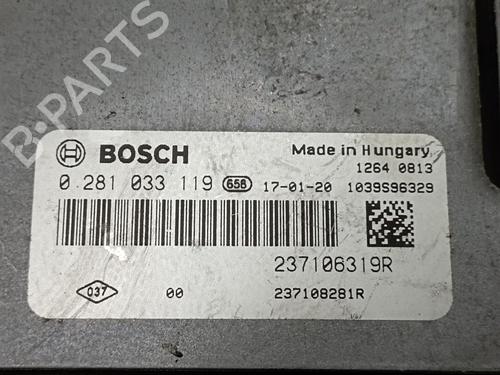 B-PARTS
BOSCH
Made in Hungary
1264 0813
0 281 033 119 656 17-01-20 1039S96329
237106319R
037 00 237108281R